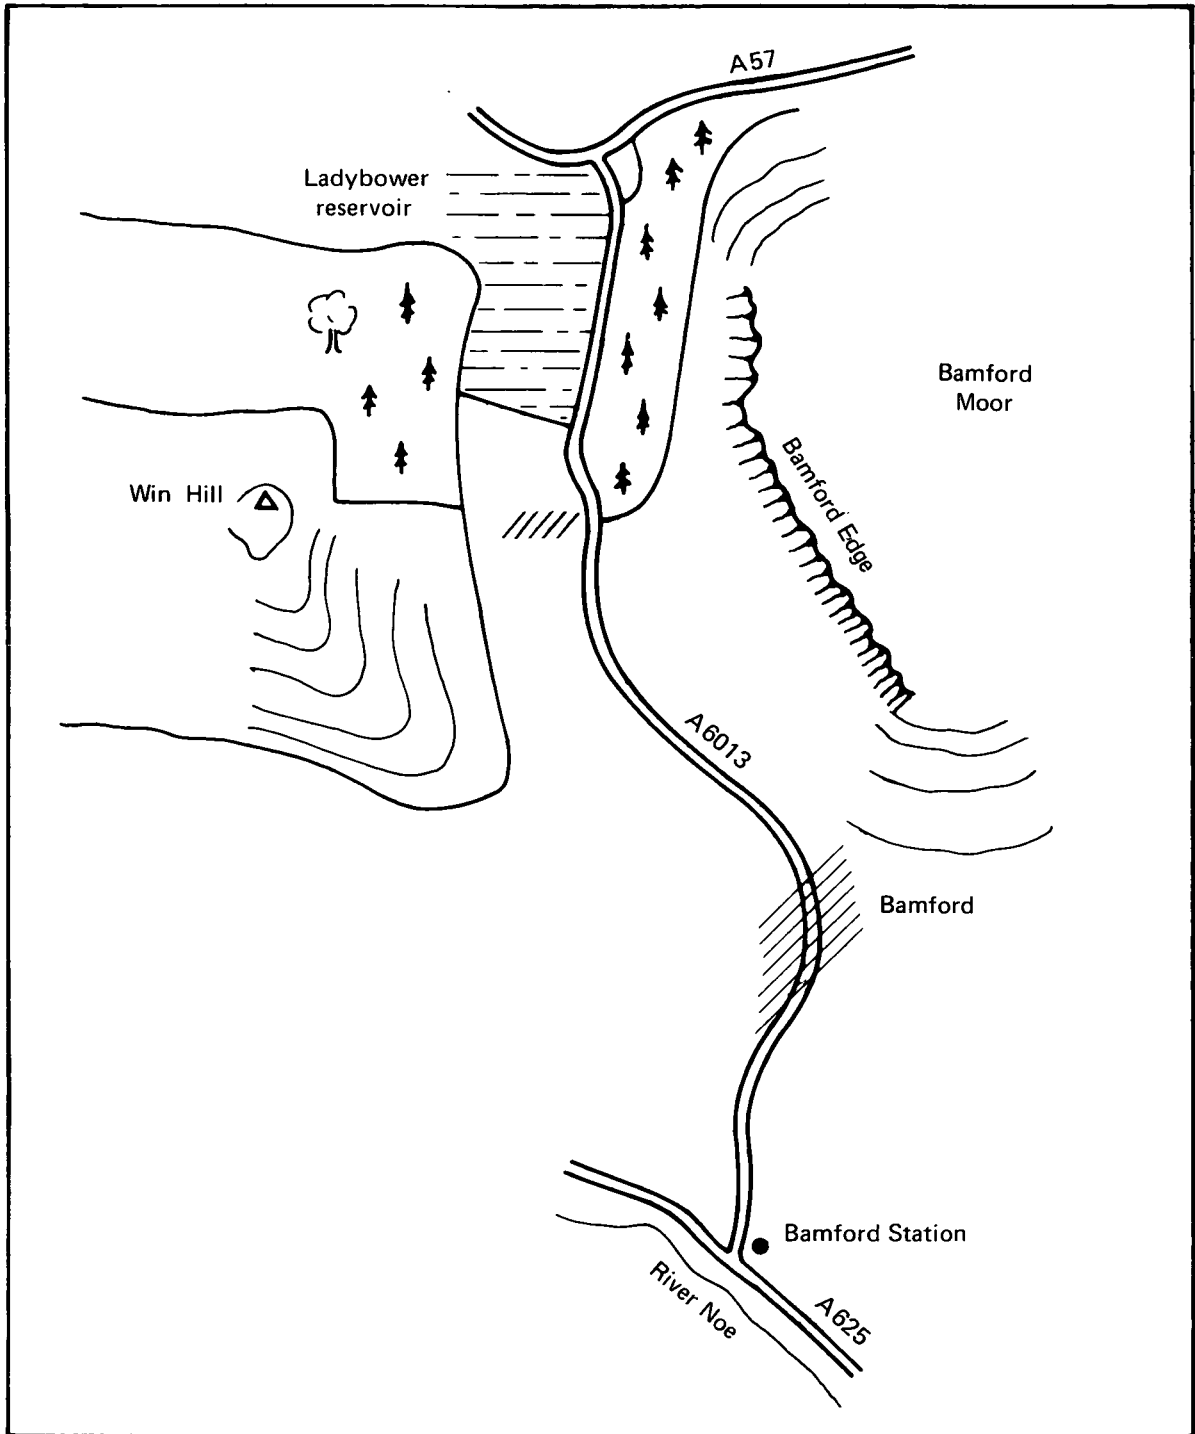 A57
Ladybower
reservoir
Bamford
Moor
Bamford Edge
Win Hill
A6013
Bamford
Bamford Station
River Noe
A625